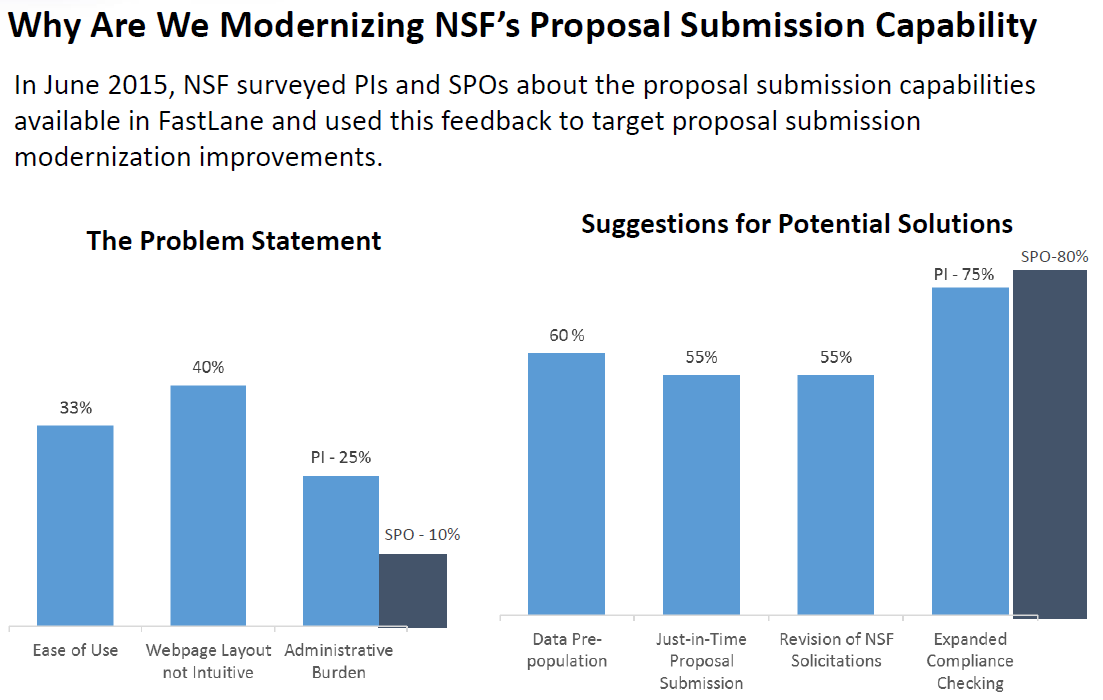 Why Are We Modernizing NSF's Proposal Submission Capability
In June 2015, NSF surveyed PIs and SPOs about the proposal submission capabilities
available in FastLane and used this feedback to target proposal submission
modernization improvements.
The Problem Statement
33%
40%
PI - 25%
SPO - 10%
Ease of Use
Webpage Layout
not Intuitive
Administrative
Burden
Suggestions for Potential Solutions
60 %
55%
55%
PI - 75%
SPO-80%
Data Pre-
population
Just-in-Time
Proposal
Submission
Revision of NSF
Solicitations
Expanded
Compliance
Checking